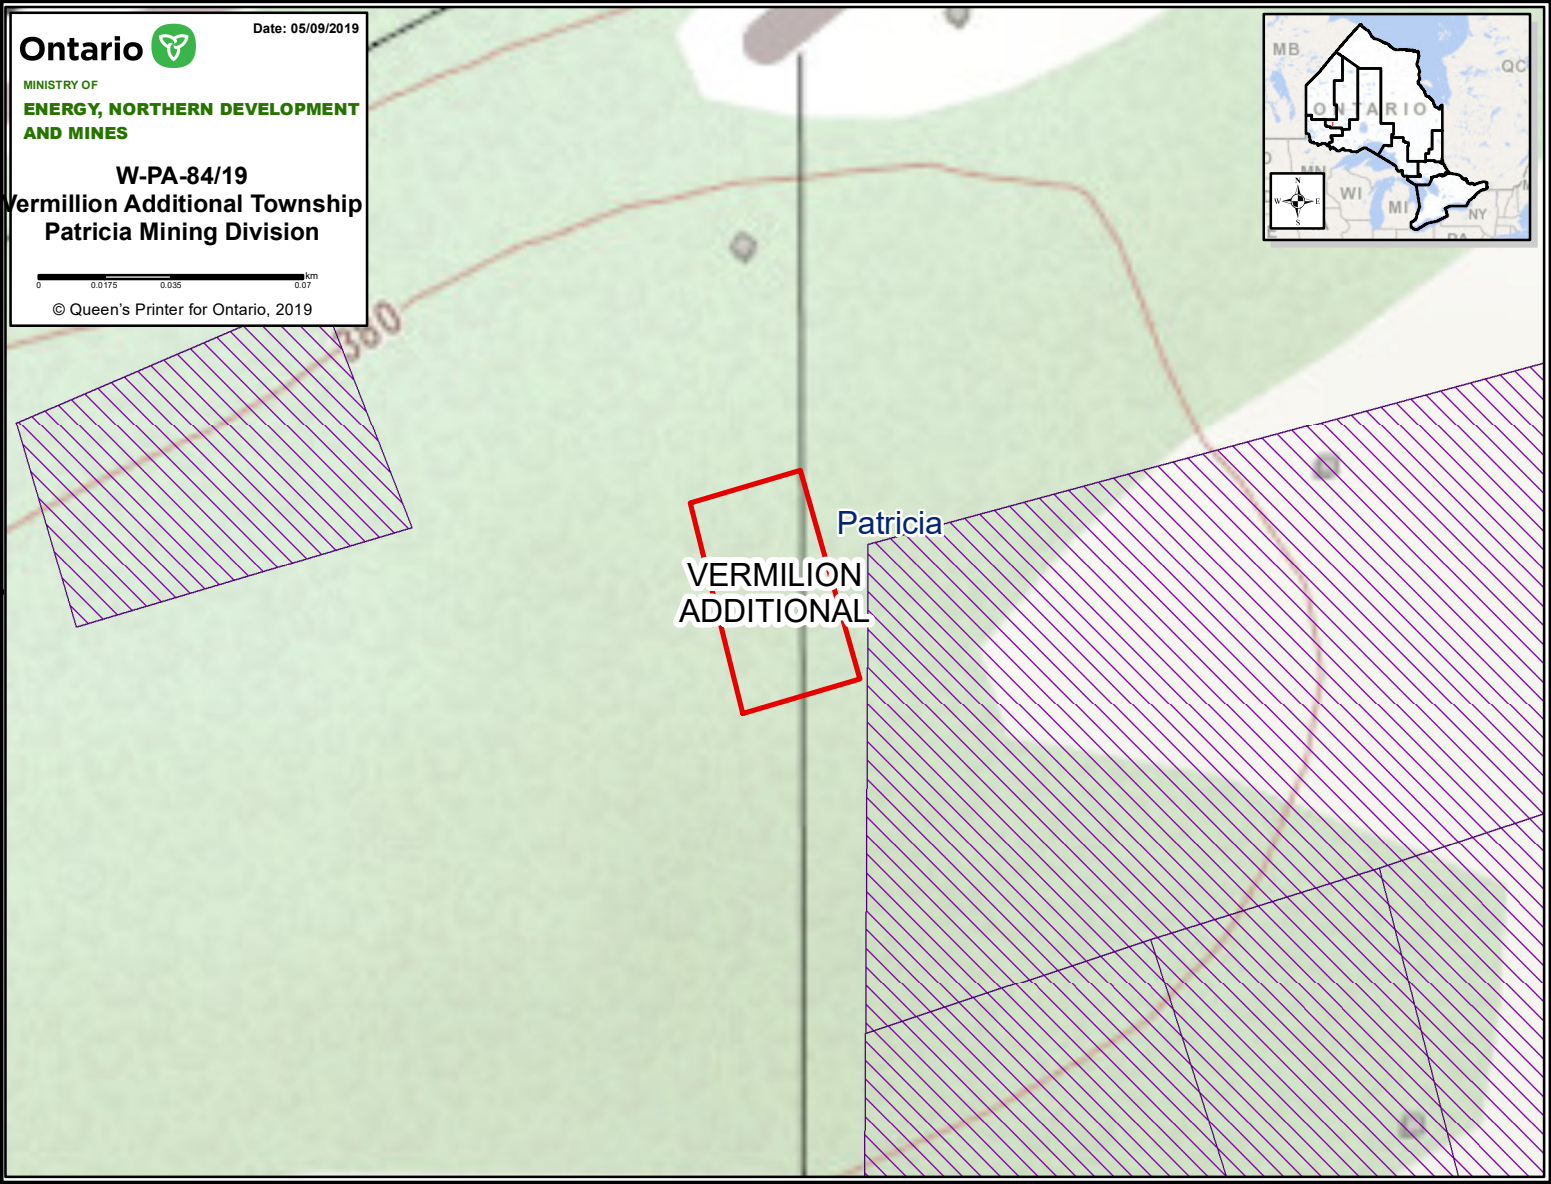 Ontario
Date: 05/09/2019
MINISTRY OF
ENERGY, NORTHERN DEVELOPMENT
AND MINES
W-PA-84/19
Vermillion Additional Township
Patricia Mining Division
km
0 0.0175 0.035 0.07
© Queen's Printer for Ontario, 2019
MB
QC
ONTARIO
MN
WI
MI
NY
PA
N
W E
S
380
Patricia
VERMILION
ADDITIONAL